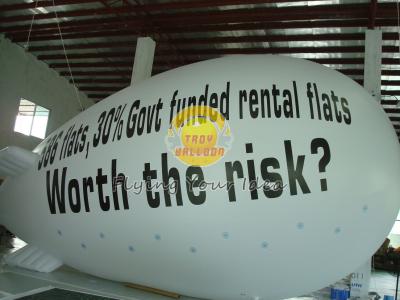 386 flats, 30% Govt funded rental flats
Worth the risk?
TROY
BALLOON
Flying Your Idea